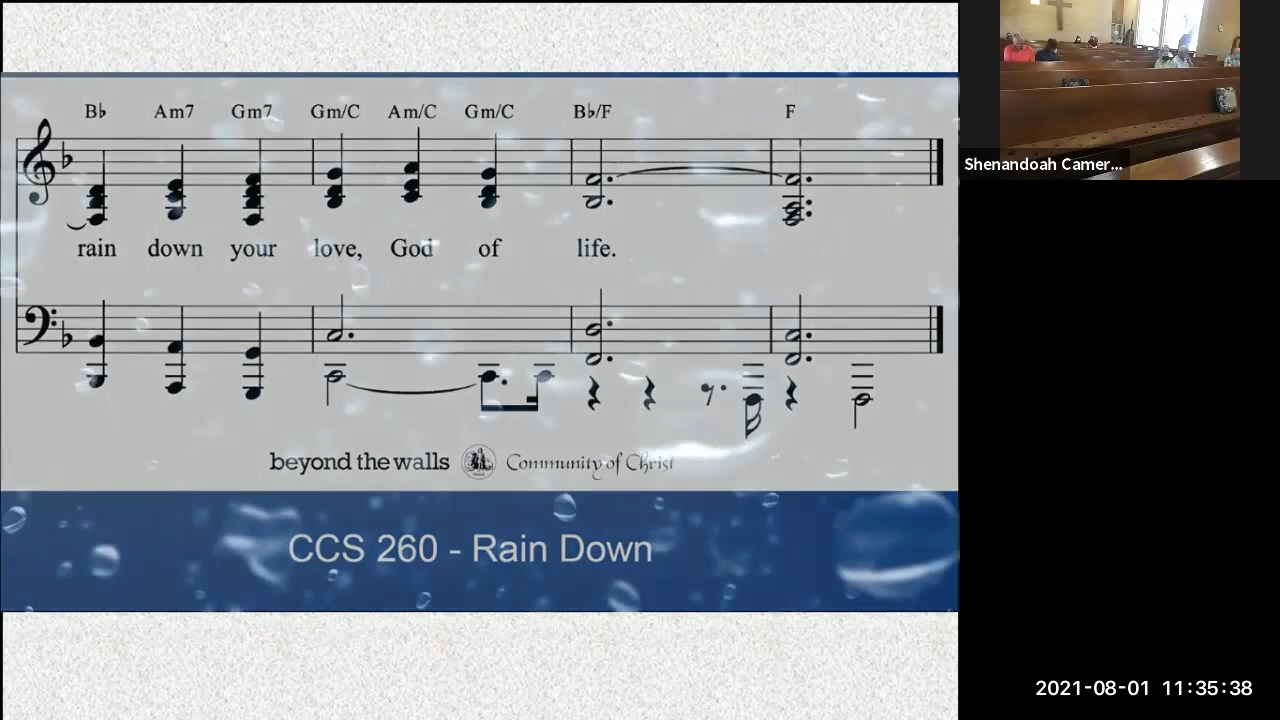 B♭ Am7 Gm7 Gm/C Am/C Gm/C B♭/F F
rain down your love, God of life.
beyond the walls Community of Christ
CCS 260 - Rain Down
Shenandoah Camer...
2021-08-01 11:35:38